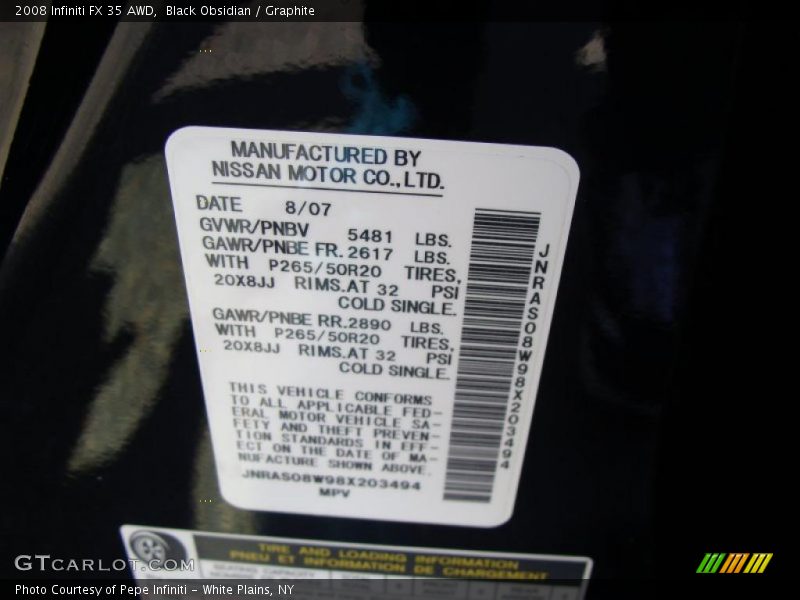 2008 Infiniti FX 35 AWD, Black Obsidian / Graphite
MANUFACTURED BY
NISSAN MOTOR CO., LTD.
DATE 8/07
GVWR/PNBV 5481 LBS.
GAWR/PNBE FR. 2617 LBS.
WITH P265/50R20 TIRES,
20X8JJ RIMS. AT 32 PSI
COLD SINGLE.
GAWR/PNBE RR. 2890 LBS.
WITH P265/50R20 TIRES,
20X8JJ RIMS. AT 32 PSI
COLD SINGLE.
THIS VEHICLE CONFORMS
TO ALL APPLICABLE FED-
ERAL MOTOR VEHICLE SA-
FETY AND THEFT PREVEN-
TION STANDARDS IN EFF-
ECT ON THE DATE OF MA-
NUFACTURE SHOWN ABOVE.
JNRAS08W98X203494
MPV
JNRAS08W98X203494
TIRE AND LOADING INFORMATION
PNEU ET INFORMATION DE CHARGEMENT
SEATING CAPACITY
GTCARLOT.COM
Photo Courtesy of Pepe Infiniti - White Plains, NY